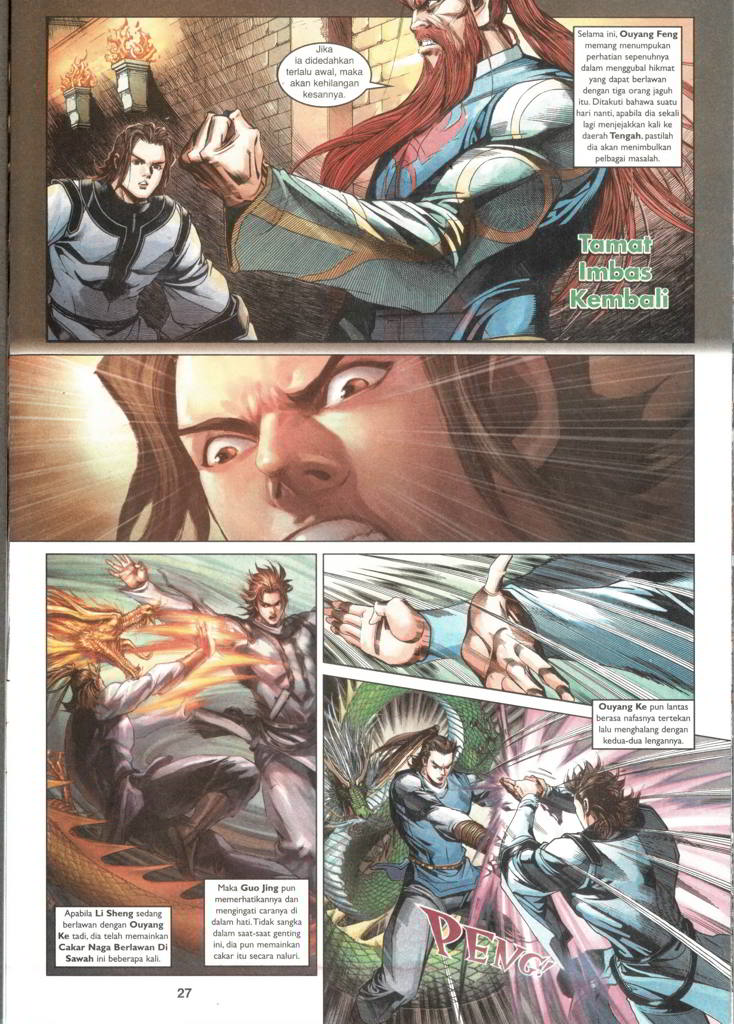 Jika
ia didedahkan
terlalu awal, maka
akan kehilangan
kesannya.
Selama ini, Ouyang Feng
memang menumpukan
perhatian sepenuhnya
dalam menggubal hikmat
yang dapat berlawan
dengan tiga orang jaguh
itu. Ditakuti bahawa suatu
hari nanti, apabila dia sekali
lagi menjejakkan kali ke
daerah Tengah, pastilah
dia akan menimbulkan
pelbagai masalah.
Tamat
Imbas
Kembali
Apabila Li Sheng sedang
berlawan dengan Ouyang
Ke tadi, dia telah memainkan
Cakar Naga Berlawan Di
Sawah ini beberapa kali.
Maka Guo Jing pun
memerhatikannya dan
mengingati caranya di
dalam hati. Tidak sangka
dalam saat-saat genting
ini, dia pun memainkan
cakar itu secara naluri.
Ouyang Ke pun lantas
berasa nafasnya tertekan
lalu menghalang dengan
kedua-dua lengannya.
PENG!
27